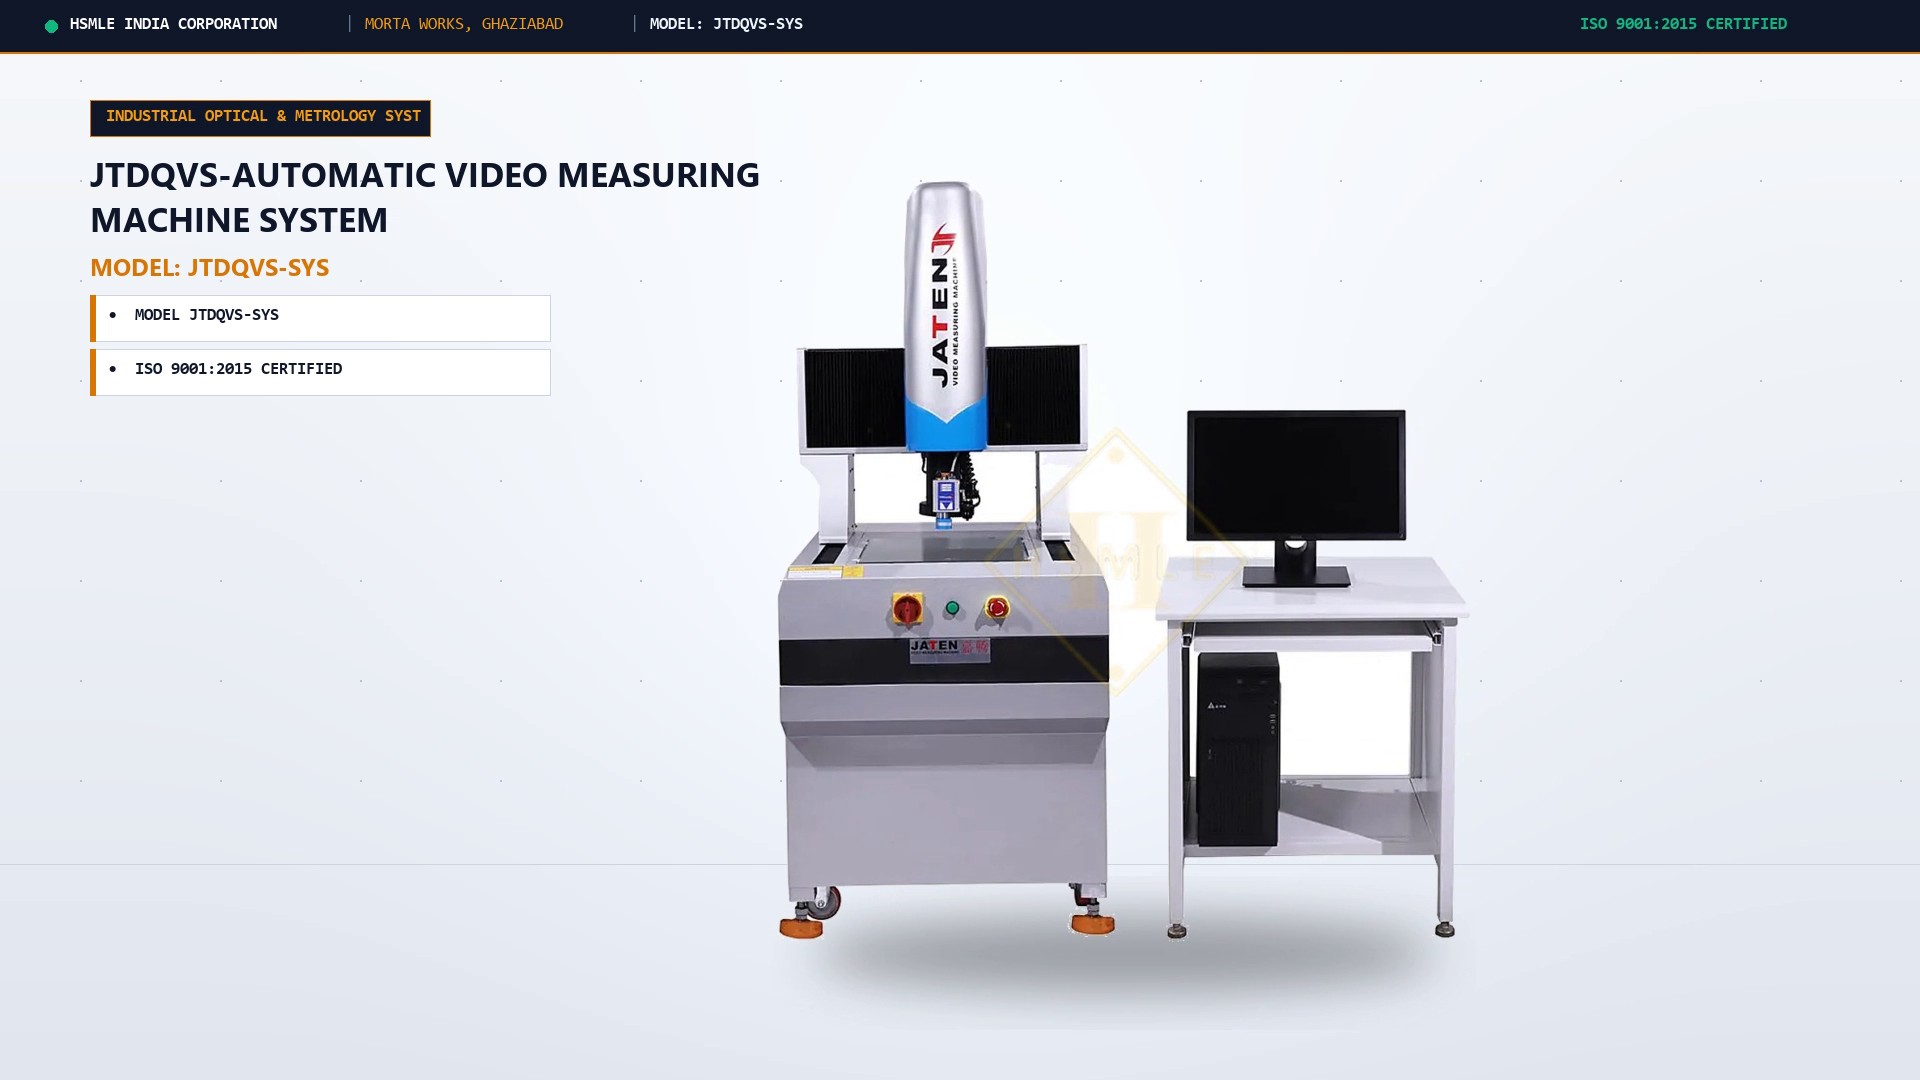 HSMLE INDIA CORPORATION
MORTA WORKS, GHAZIABAD
MODEL: JTDQVS-SYS
ISO 9001:2015 CERTIFIED
INDUSTRIAL OPTICAL & METROLOGY SYST
JTDQVS-AUTOMATIC VIDEO MEASURING
MACHINE SYSTEM
MODEL: JTDQVS-SYS
• MODEL JTDQVS-SYS
• ISO 9001:2015 CERTIFIED
JATEN
VIDEO MEASURING MACHINE
H
HSMLE
JATEN